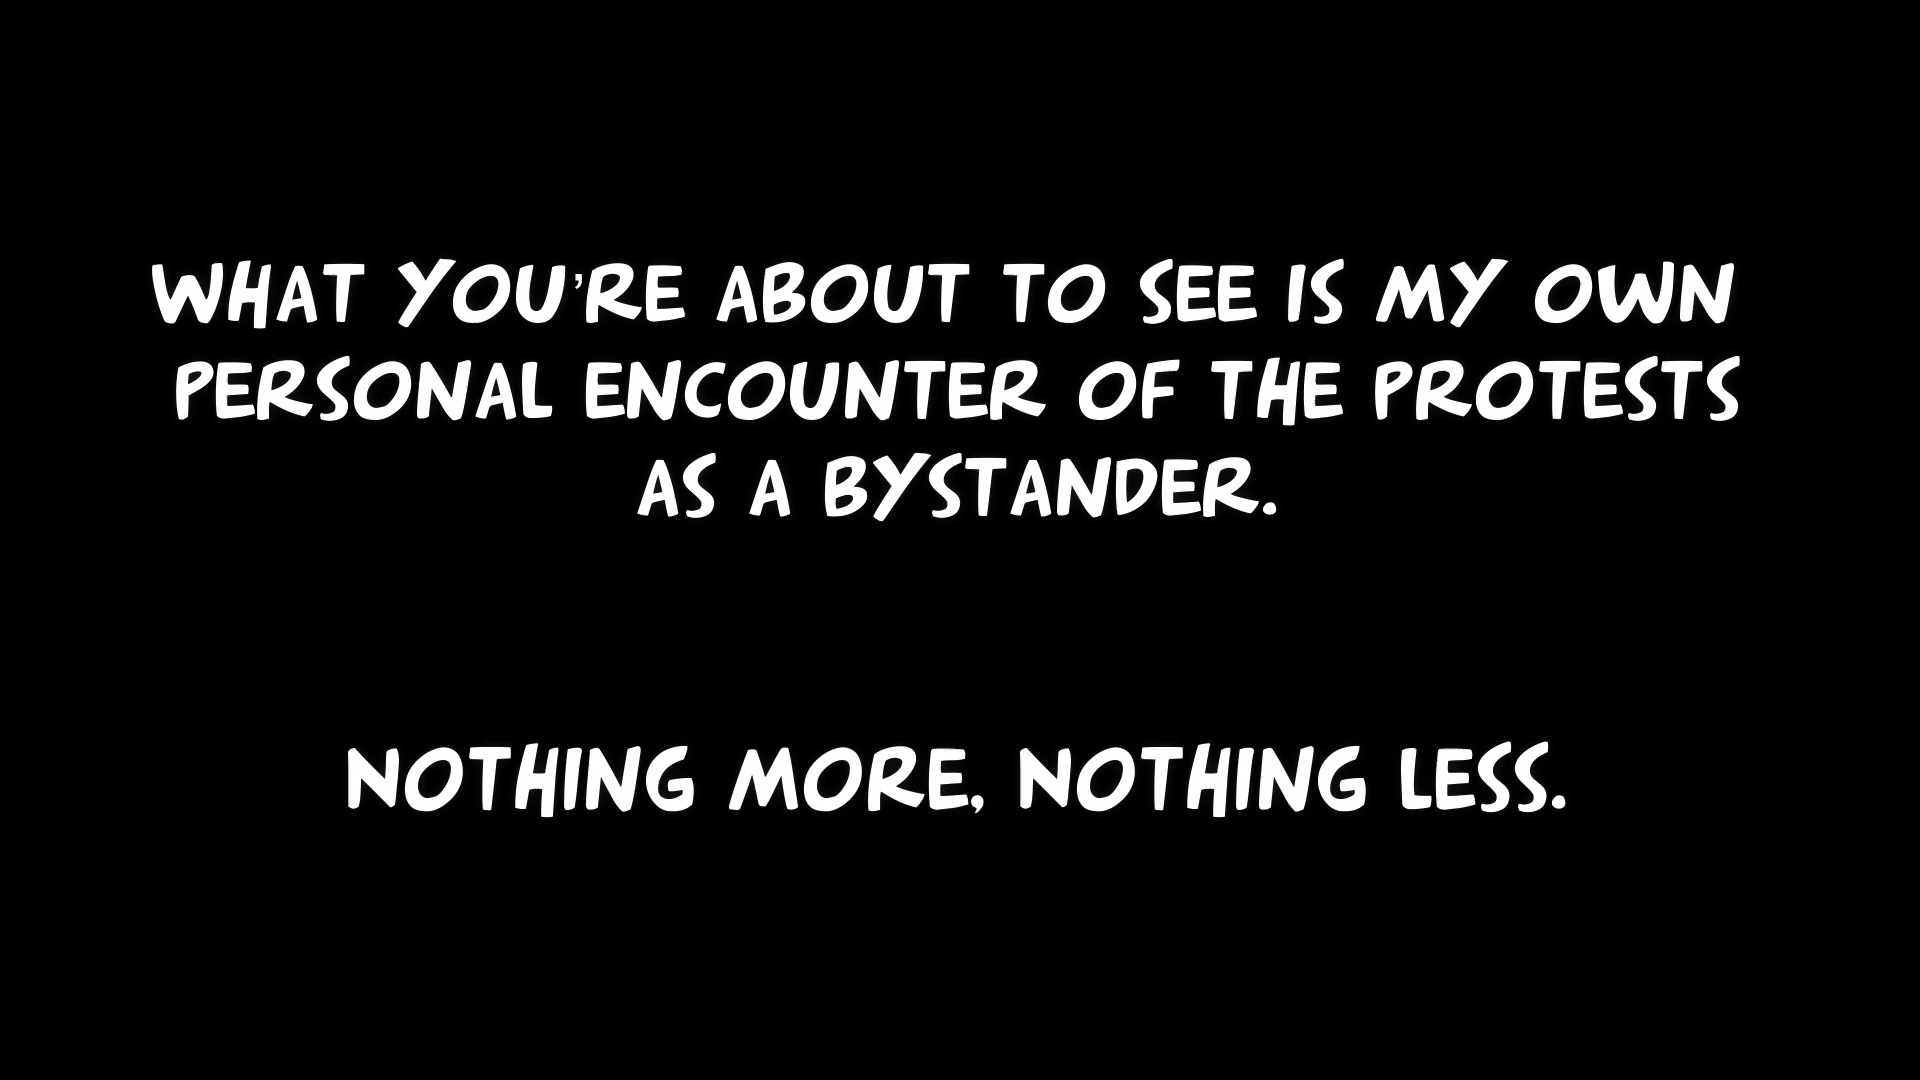 WHAT YOU'RE ABOUT TO SEE IS MY OWN
PERSONAL ENCOUNTER OF THE PROTESTS
AS A BYSTANDER.
NOTHING MORE, NOTHING LESS.